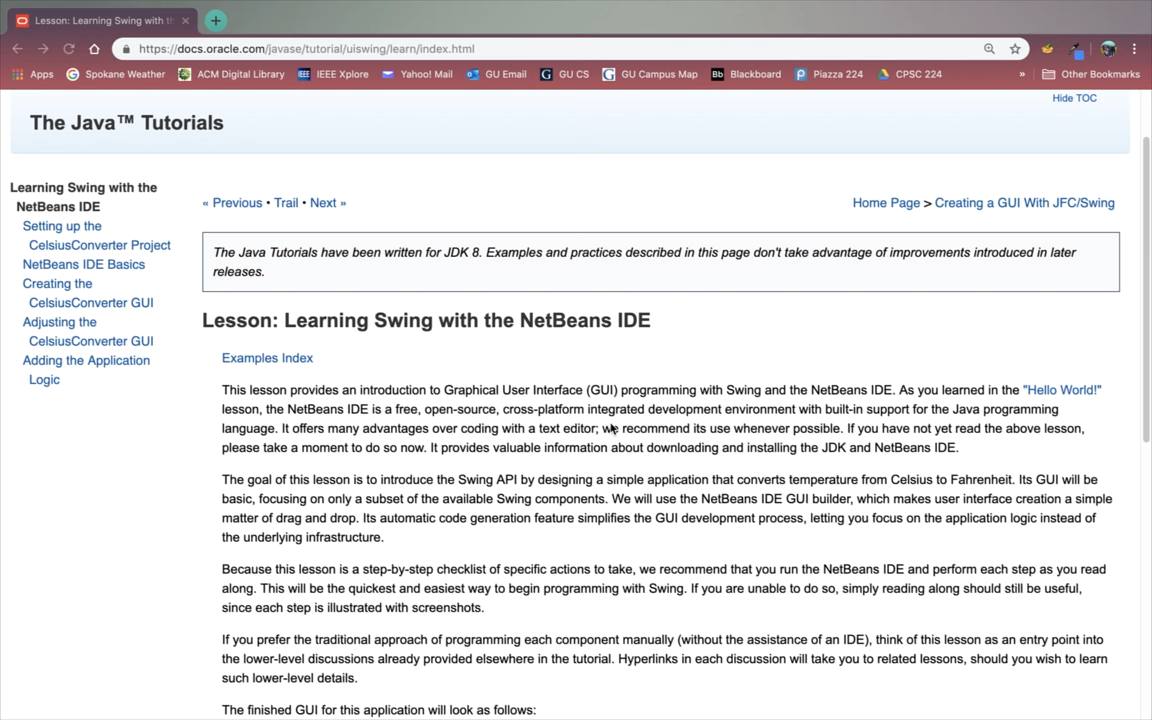 Lesson: Learning Swing with th
https://docs.oracle.com/javase/tutorial/uiswing/learn/index.html
Apps Spokane Weather ACM Digital Library IEEE Xplore Yahoo! Mail GU Email GU CS GU Campus Map Blackboard Piazza 224 CPSC 224 » Other Bookmarks
Hide TOC
The Java™ Tutorials
Learning Swing with the
NetBeans IDE
Setting up the
CelsiusConverter Project
NetBeans IDE Basics
Creating the
CelsiusConverter GUI
Adjusting the
CelsiusConverter GUI
Adding the Application
Logic
« Previous • Trail • Next »
Home Page > Creating a GUI With JFC/Swing
The Java Tutorials have been written for JDK 8. Examples and practices described in this page don't take advantage of improvements introduced in later
releases.
Lesson: Learning Swing with the NetBeans IDE
Examples Index
This lesson provides an introduction to Graphical User Interface (GUI) programming with Swing and the NetBeans IDE. As you learned in the "Hello World!"
lesson, the NetBeans IDE is a free, open-source, cross-platform integrated development environment with built-in support for the Java programming
language. It offers many advantages over coding with a text editor; we recommend its use whenever possible. If you have not yet read the above lesson,
please take a moment to do so now. It provides valuable information about downloading and installing the JDK and NetBeans IDE.
The goal of this lesson is to introduce the Swing API by designing a simple application that converts temperature from Celsius to Fahrenheit. Its GUI will be
basic, focusing on only a subset of the available Swing components. We will use the NetBeans IDE GUI builder, which makes user interface creation a simple
matter of drag and drop. Its automatic code generation feature simplifies the GUI development process, letting you focus on the application logic instead of
the underlying infrastructure.
Because this lesson is a step-by-step checklist of specific actions to take, we recommend that you run the NetBeans IDE and perform each step as you read
along. This will be the quickest and easiest way to begin programming with Swing. If you are unable to do so, simply reading along should still be useful,
since each step is illustrated with screenshots.
If you prefer the traditional approach of programming each component manually (without the assistance of an IDE), think of this lesson as an entry point into
the lower-level discussions already provided elsewhere in the tutorial. Hyperlinks in each discussion will take you to related lessons, should you wish to learn
such lower-level details.
The finished GUI for this application will look as follows: